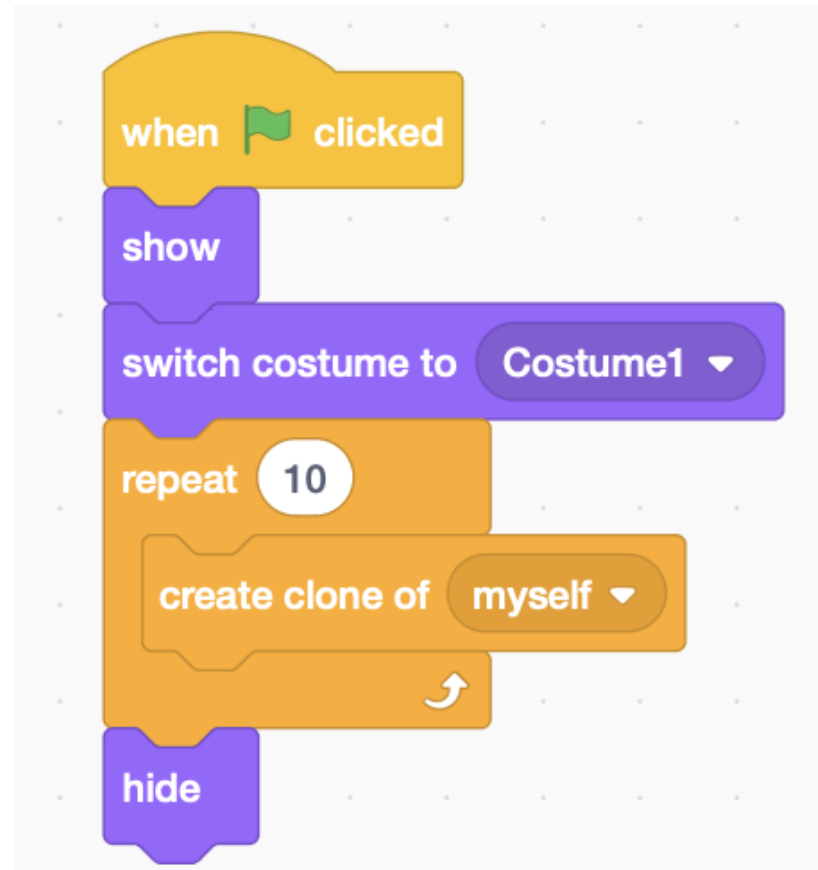 when clicked
show
switch costume to Costume1
repeat 10
create clone of myself
hide